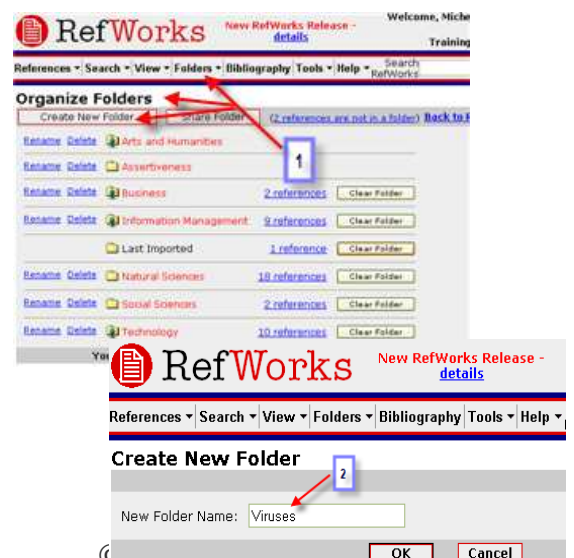 Welcome, Miche
RefWorks New RefWorks Release -
details
Training
References Search View Folders Bibliography Tools Help Search
RefWorks
Organize Folders
Create New Folder Share Folder (2 references are not in a folder) Back to
1
Rename Delete Arts and Humanities
Rename Delete Assertiveness
Rename Delete Business 2 references Clear Folder
Rename Delete Information Management 9 references Clear Folder
Last Imported 1 reference Clear Folder
Rename Delete Natural Sciences 18 references Clear Folder
Rename Delete Social Sciences 2 references Clear Folder
Rename Delete Technology 10 references Clear Folder
RefWorks New RefWorks Release -
details
References Search View Folders Bibliography Tools Help
Create New Folder
2
New Folder Name: Viruses
OK Cancel